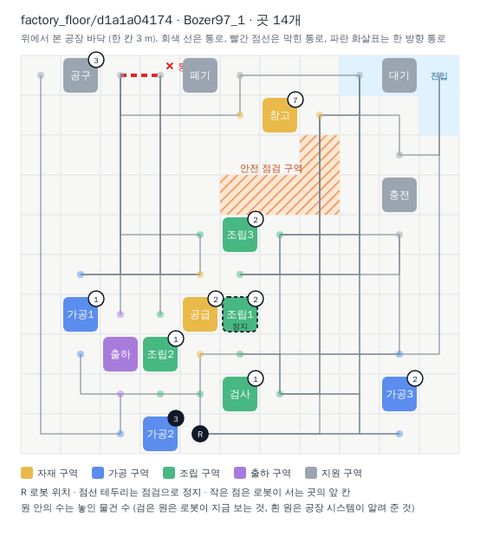 factory_floor/d1a1a04174 · Bozer97_1 · 곳 14개
위에서 본 공장 바닥 (한 칸 3 m). 회색 선은 통로, 빨간 점선은 막힌 통로, 파란 화살표는 한 방향 통로
공구 3
폐기
대기
창고 7
안전 점검 구역
충전
조립3 2
가공1 1
공급 2
조립1 2
정지
출하
조립2 1
검사 1
가공3 2
가공2 3
R
자재 구역 가공 구역 조립 구역 출하 구역 지원 구역
R 로봇 위치 · 점선 테두리는 점검으로 정지 · 작은 점은 로봇이 서는 곳의 앞 칸
원 안의 수는 놓인 물건 수 (검은 원은 로봇이 지금 보는 것, 흰 원은 공장 시스템이 알려 준 것)